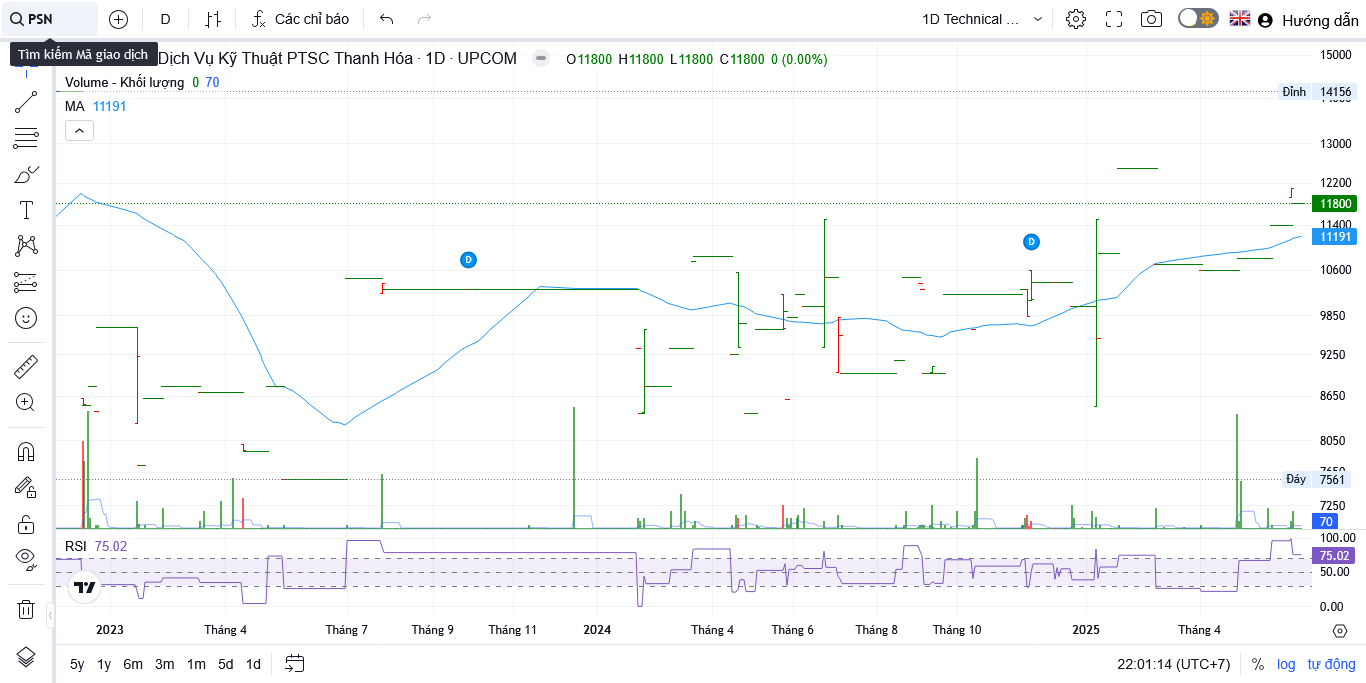 PSN
D
Các chỉ báo
1D Technical ...
Hướng dẫn
Tìm kiếm Mã giao dịch
Dịch Vụ Kỹ Thuật PTSC Thanh Hóa · 1D · UPCOM
O11800 H11800 L11800 C11800 0 (0.00%)
Volume - Khối lượng 0 70
MA 11191
15000
Đỉnh 14156
13000
12200
11800
11400
11191
D
D
10600
9850
9250
8650
8050
Đáy 7561
7250
70
RSI 75.02
100.00
75.02
50.00
0.00
2023 Tháng 4 Tháng 7 Tháng 9 Tháng 11 2024 Tháng 4 Tháng 6 Tháng 8 Tháng 10 2025 Tháng 4
5y 1y 6m 3m 1m 5d 1d
22:01:14 (UTC+7) % log tự động